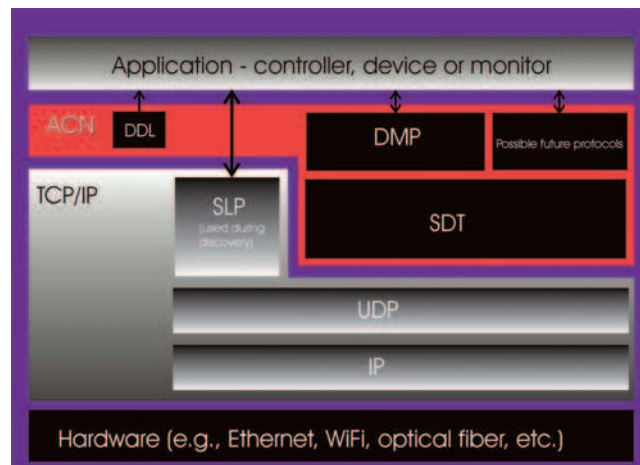 Application - controller, device or monitor
ACN
DDL
DMP
Possible future protocols
TCP/IP
SLP
(used during
discovery)
SDT
UDP
IP
Hardware (e.g., Ethernet, WiFi, optical fiber, etc.)